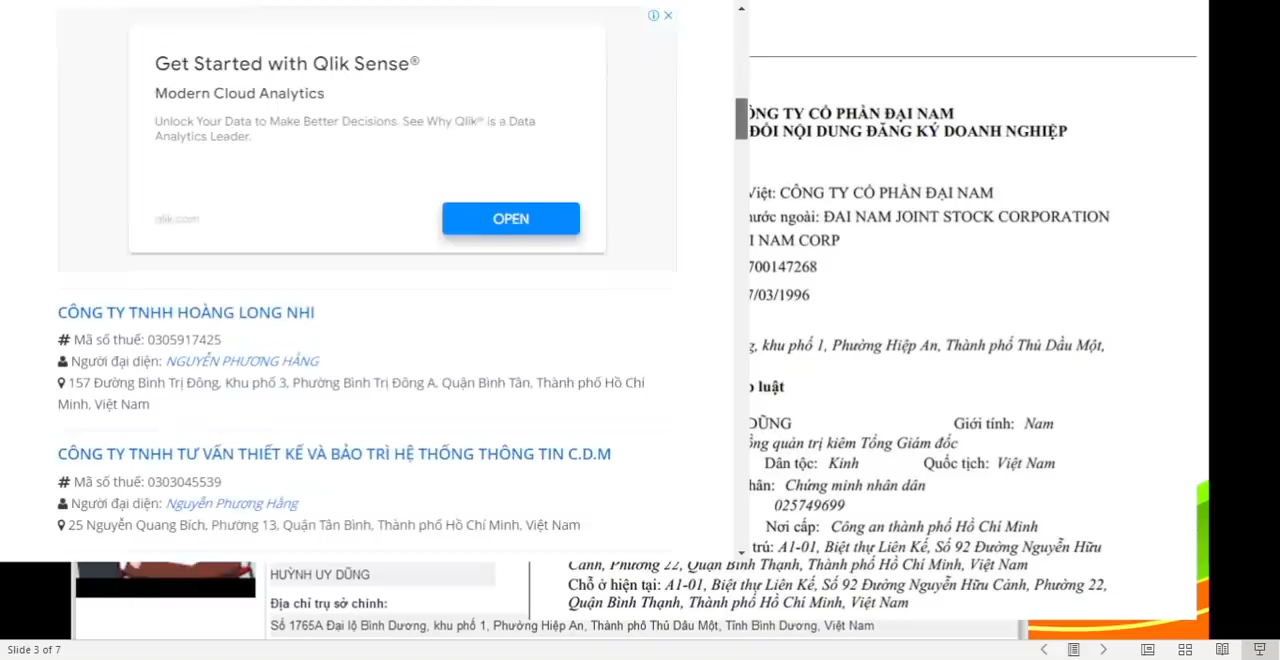 Get Started with Qlik Sense®
Modern Cloud Analytics
Unlock Your Data to Make Better Decisions. See Why Qlik® is a Data
Analytics Leader.
qlik.com
OPEN
CÔNG TY TNHH HOÀNG LONG NHI
Mã số thuế: 0305917425
Người đại diện: NGUYỄN PHƯƠNG HẰNG
157 Đường Bình Trị Đông, Khu phố 3, Phường Bình Trị Đông A, Quận Bình Tân, Thành phố Hồ Chí
Minh, Việt Nam
CÔNG TY TNHH TƯ VẤN THIẾT KẾ VÀ BẢO TRÌ HỆ THỐNG THÔNG TIN C.D.M
Mã số thuế: 0303045539
Người đại diện: Nguyễn Phương Hằng
25 Nguyễn Quang Bích, Phường 13, Quận Tân Bình, Thành phố Hồ Chí Minh, Việt Nam
ÔNG TY CỔ PHẦN ĐẠI NAM
ĐỔI NỘI DUNG ĐĂNG KÝ DOANH NGHIỆP
Việt: CÔNG TY CỔ PHẦN ĐẠI NAM
nước ngoài: ĐAI NAM JOINT STOCK CORPORATION
I NAM CORP
700147268
7/03/1996
g, khu phố 1, Phường Hiệp An, Thành phố Thủ Dầu Một,
luật
DŨNG Giới tính: Nam
quản trị kiêm Tổng Giám đốc
Dân tộc: Kinh Quốc tịch: Việt Nam
hân: Chứng minh nhân dân
025749699
Nơi cấp: Công an thành phố Hồ Chí Minh
trú: A1-01, Biệt thự Liên Kế, Số 92 Đường Nguyễn Hữu
Cảnh, Phường 22, Quận Bình Thạnh, Thành phố Hồ Chí Minh, Việt Nam
Chỗ ở hiện tại: A1-01, Biệt thự Liên Kế, Số 92 Đường Nguyễn Hữu Cảnh, Phường 22,
Quận Bình Thạnh, Thành phố Hồ Chí Minh, Việt Nam
HUỲNH UY DŨNG
Địa chỉ trụ sở chính:
Số 1765A Đại lộ Bình Dương, khu phố 1, Phường Hiệp An, Thành phố Thủ Dầu Một, Tỉnh Bình Dương, Việt Nam
Slide 3 of 7